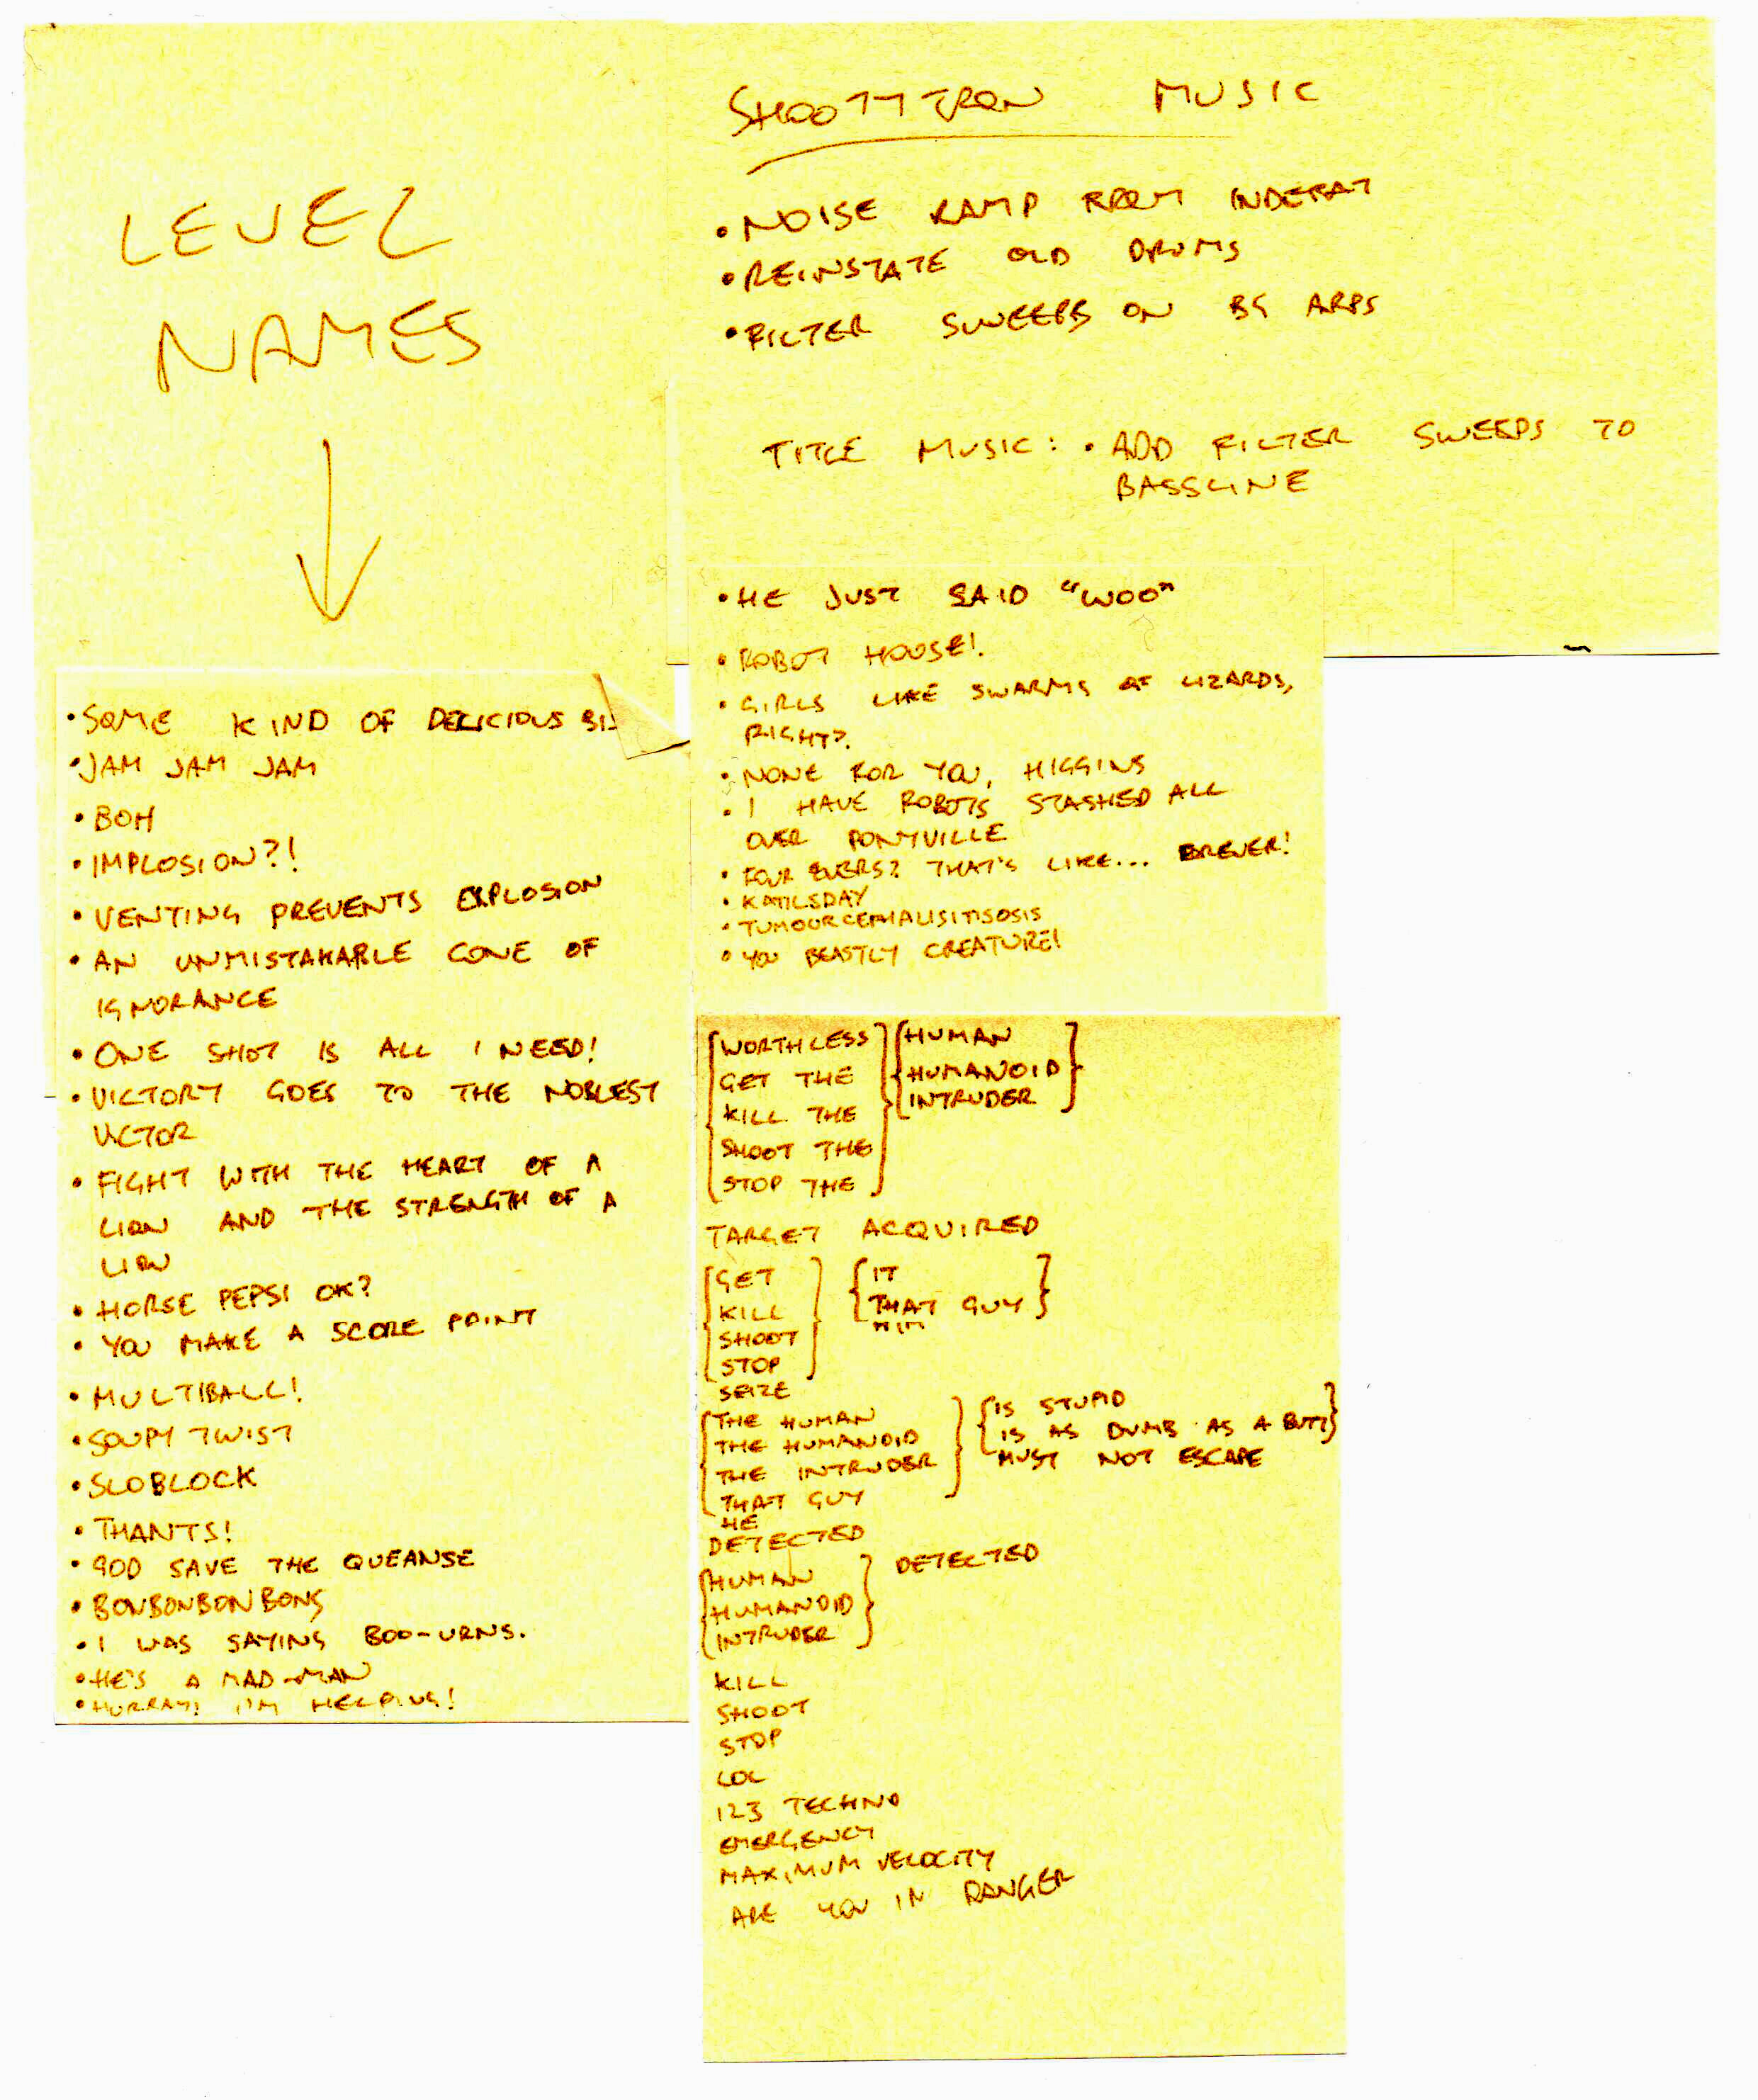 LEVEL
NAMES
• SOME KIND OF DELICIOUS
• JAM JAM JAM
• BOH
• IMPLOSION?!
• VENTING PREVENTS EXPLOSION
• AN UNMISTAKABLE CONE OF
IGNORANCE
• ONE SHOT IS ALL I NEED!
• VICTORY GOES TO THE NOBLEST
VICTOR
• FIGHT WITH THE HEART OF A
LION AND THE STRENGTH OF A
LION
• HORSE PEPSI OK?
• YOU MAKE A SCORE POINT
• MULTIBALL!
• SOUPY TWIST
• SLOBLOCK
• THANTS!
• GOD SAVE THE QUEANSE
• BONBONBONBONS
• I WAS SAYING BOO-URNS.
• HE'S A MAD-MAN
• HURRAY! I'M HELPING!
SHOOTYTRON MUSIC
• NOISE RAMP FROM INDEBAT
• REINSTATE OLD DRUMS
• FILTER SWEEPS ON BG ARPS
TITLE MUSIC: • ADD FILTER SWEEPS TO
BASSLINE
• HE JUST SAID "WOO"
• ROBOT HOUSE!
• GIRLS LIKE SWARMS OF LIZARDS,
RIGHT?
• NONE FOR YOU, HIGGINS
• I HAVE ROBOTS STASHED ALL
OVER PONYVILLE
• FOUR EVERS? THAT'S LIKE... FOREVER!
• KATILSDAY
• TUMOURCEPHALISITISOSIS
• YOU BEASTLY CREATURE!
{WORTHLESS} {HUMAN
GET THE HUMANOID}
KILL THE INTRUDER
SHOOT THE
STOP THE
TARGET ACQUIRED
{GET} {IT
KILL THAT GUY}
SHOOT HIM
STOP
SEIZE
{THE HUMAN} {IS STUPID
THE HUMANOID IS AS DUMB AS A BUTT}
THE INTRUDER MUST NOT ESCAPE
THAT GUY
HE
DETECTED
{HUMAN} DETECTED
HUMANOID
INTRUDER
KILL
SHOOT
STOP
LOL
123 TECHNO
EMERGENCY
MAXIMUM VELOCITY
ARE YOU IN DANGER